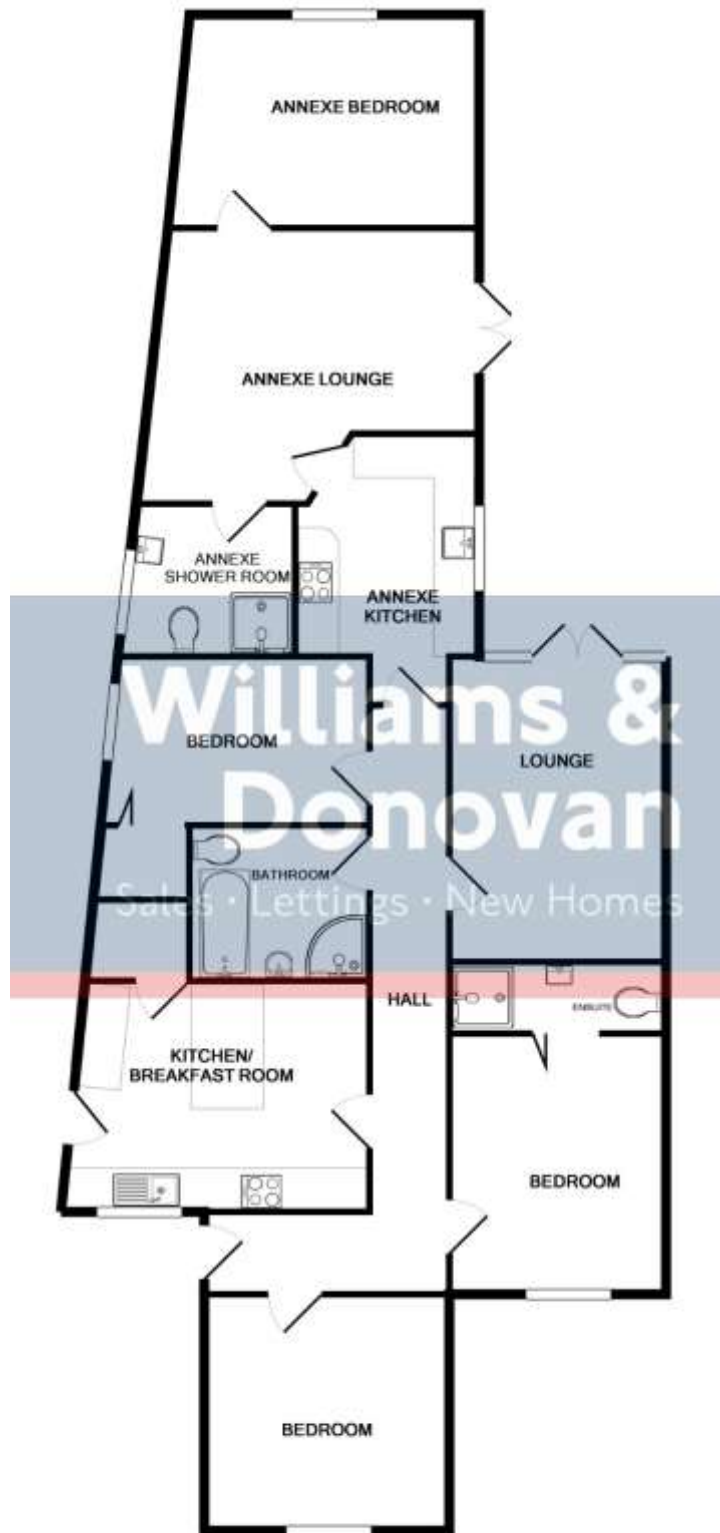 ANNEXE BEDROOM
ANNEXE LOUNGE
ANNEXE
SHOWER ROOM
ANNEXE
KITCHEN
Williams &
Donovan
Sales · Lettings · New Homes
BEDROOM
LOUNGE
BATHROOM
HALL
ENSUITE
KITCHEN/
BREAKFAST ROOM
BEDROOM
BEDROOM